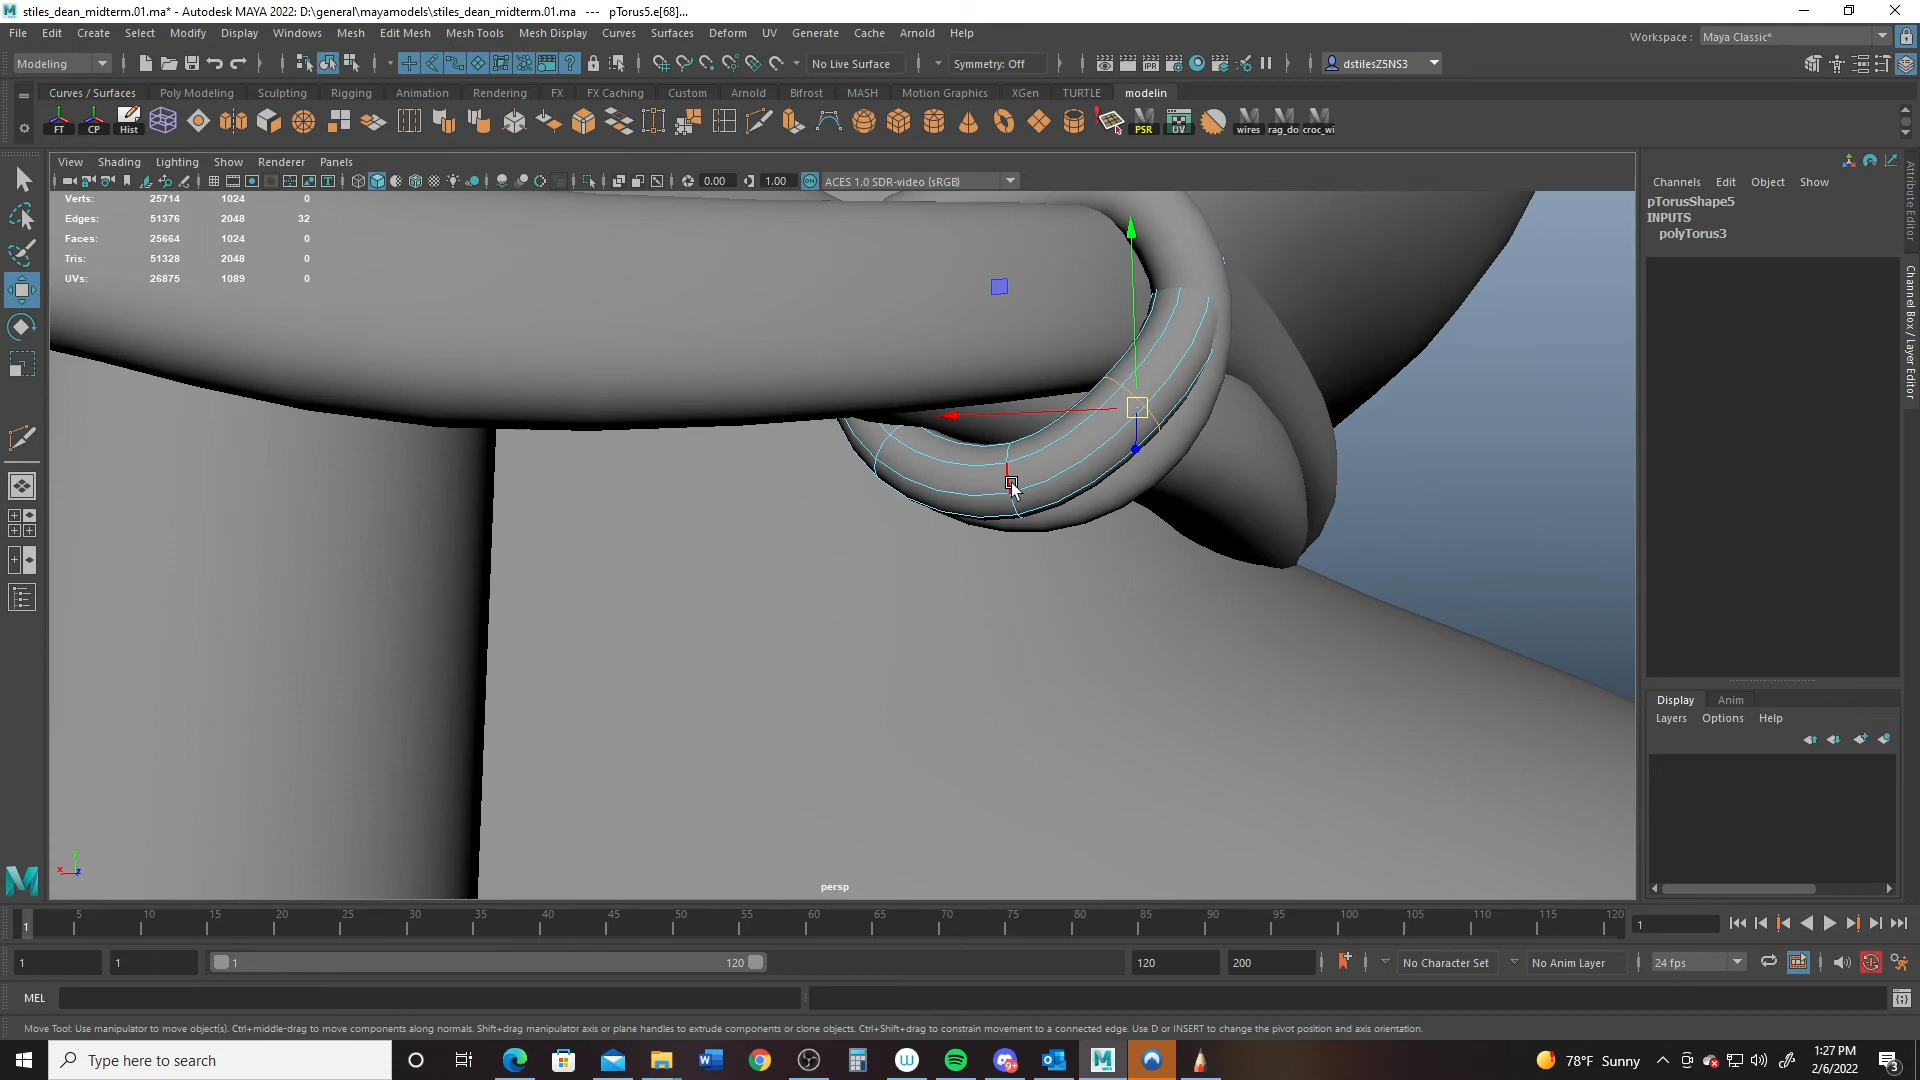 stiles_dean_midterm.01.ma* - Autodesk MAYA 2022: D:\general\mayamodels\stiles_dean_midterm.01.ma --- pTorus5.e[68]...
File Edit Create Select Modify Display Windows Mesh Edit Mesh Mesh Tools Mesh Display Curves Surfaces Deform UV Generate Cache Arnold Help
Workspace : Maya Classic*
Modeling No Live Surface Symmetry: Off dstilesZ5NS3
Curves / Surfaces Poly Modeling Sculpting Rigging Animation Rendering FX FX Caching Custom Arnold Bifrost MASH Motion Graphics XGen TURTLE modelin
FT CP Hist PSR UV wires rag_do croc_wi
View Shading Lighting Show Renderer Panels
0.00 1.00 ON ACES 1.0 SDR-video (sRGB)
Channels Edit Object Show
pTorusShape5
INPUTS
polyTorus3
Verts: 25714 1024 0
Edges: 51376 2048 32
Faces: 25664 1024 0
Tris: 51328 2048 0
UVs: 26875 1089 0
Attribute Editor
Channel Box / Layer Editor
Display Anim
Layers Options Help
y x z
persp
5 10 15 20 25 30 35 40 45 50 55 60 65 70 75 80 85 90 95 100 105 110 115 120
1 1
1 1 1 120 120 200 No Character Set No Anim Layer 24 fps
MEL
Move Tool: Use manipulator to move object(s). Ctrl+middle-drag to move components along normals. Shift+drag manipulator axis or plane handles to extrude components or clone objects. Ctrl+Shift+drag to constrain movement to a connected edge. Use D or INSERT to change the pivot position and axis orientation.
Type here to search
78°F Sunny
1:27 PM
2/6/2022
3